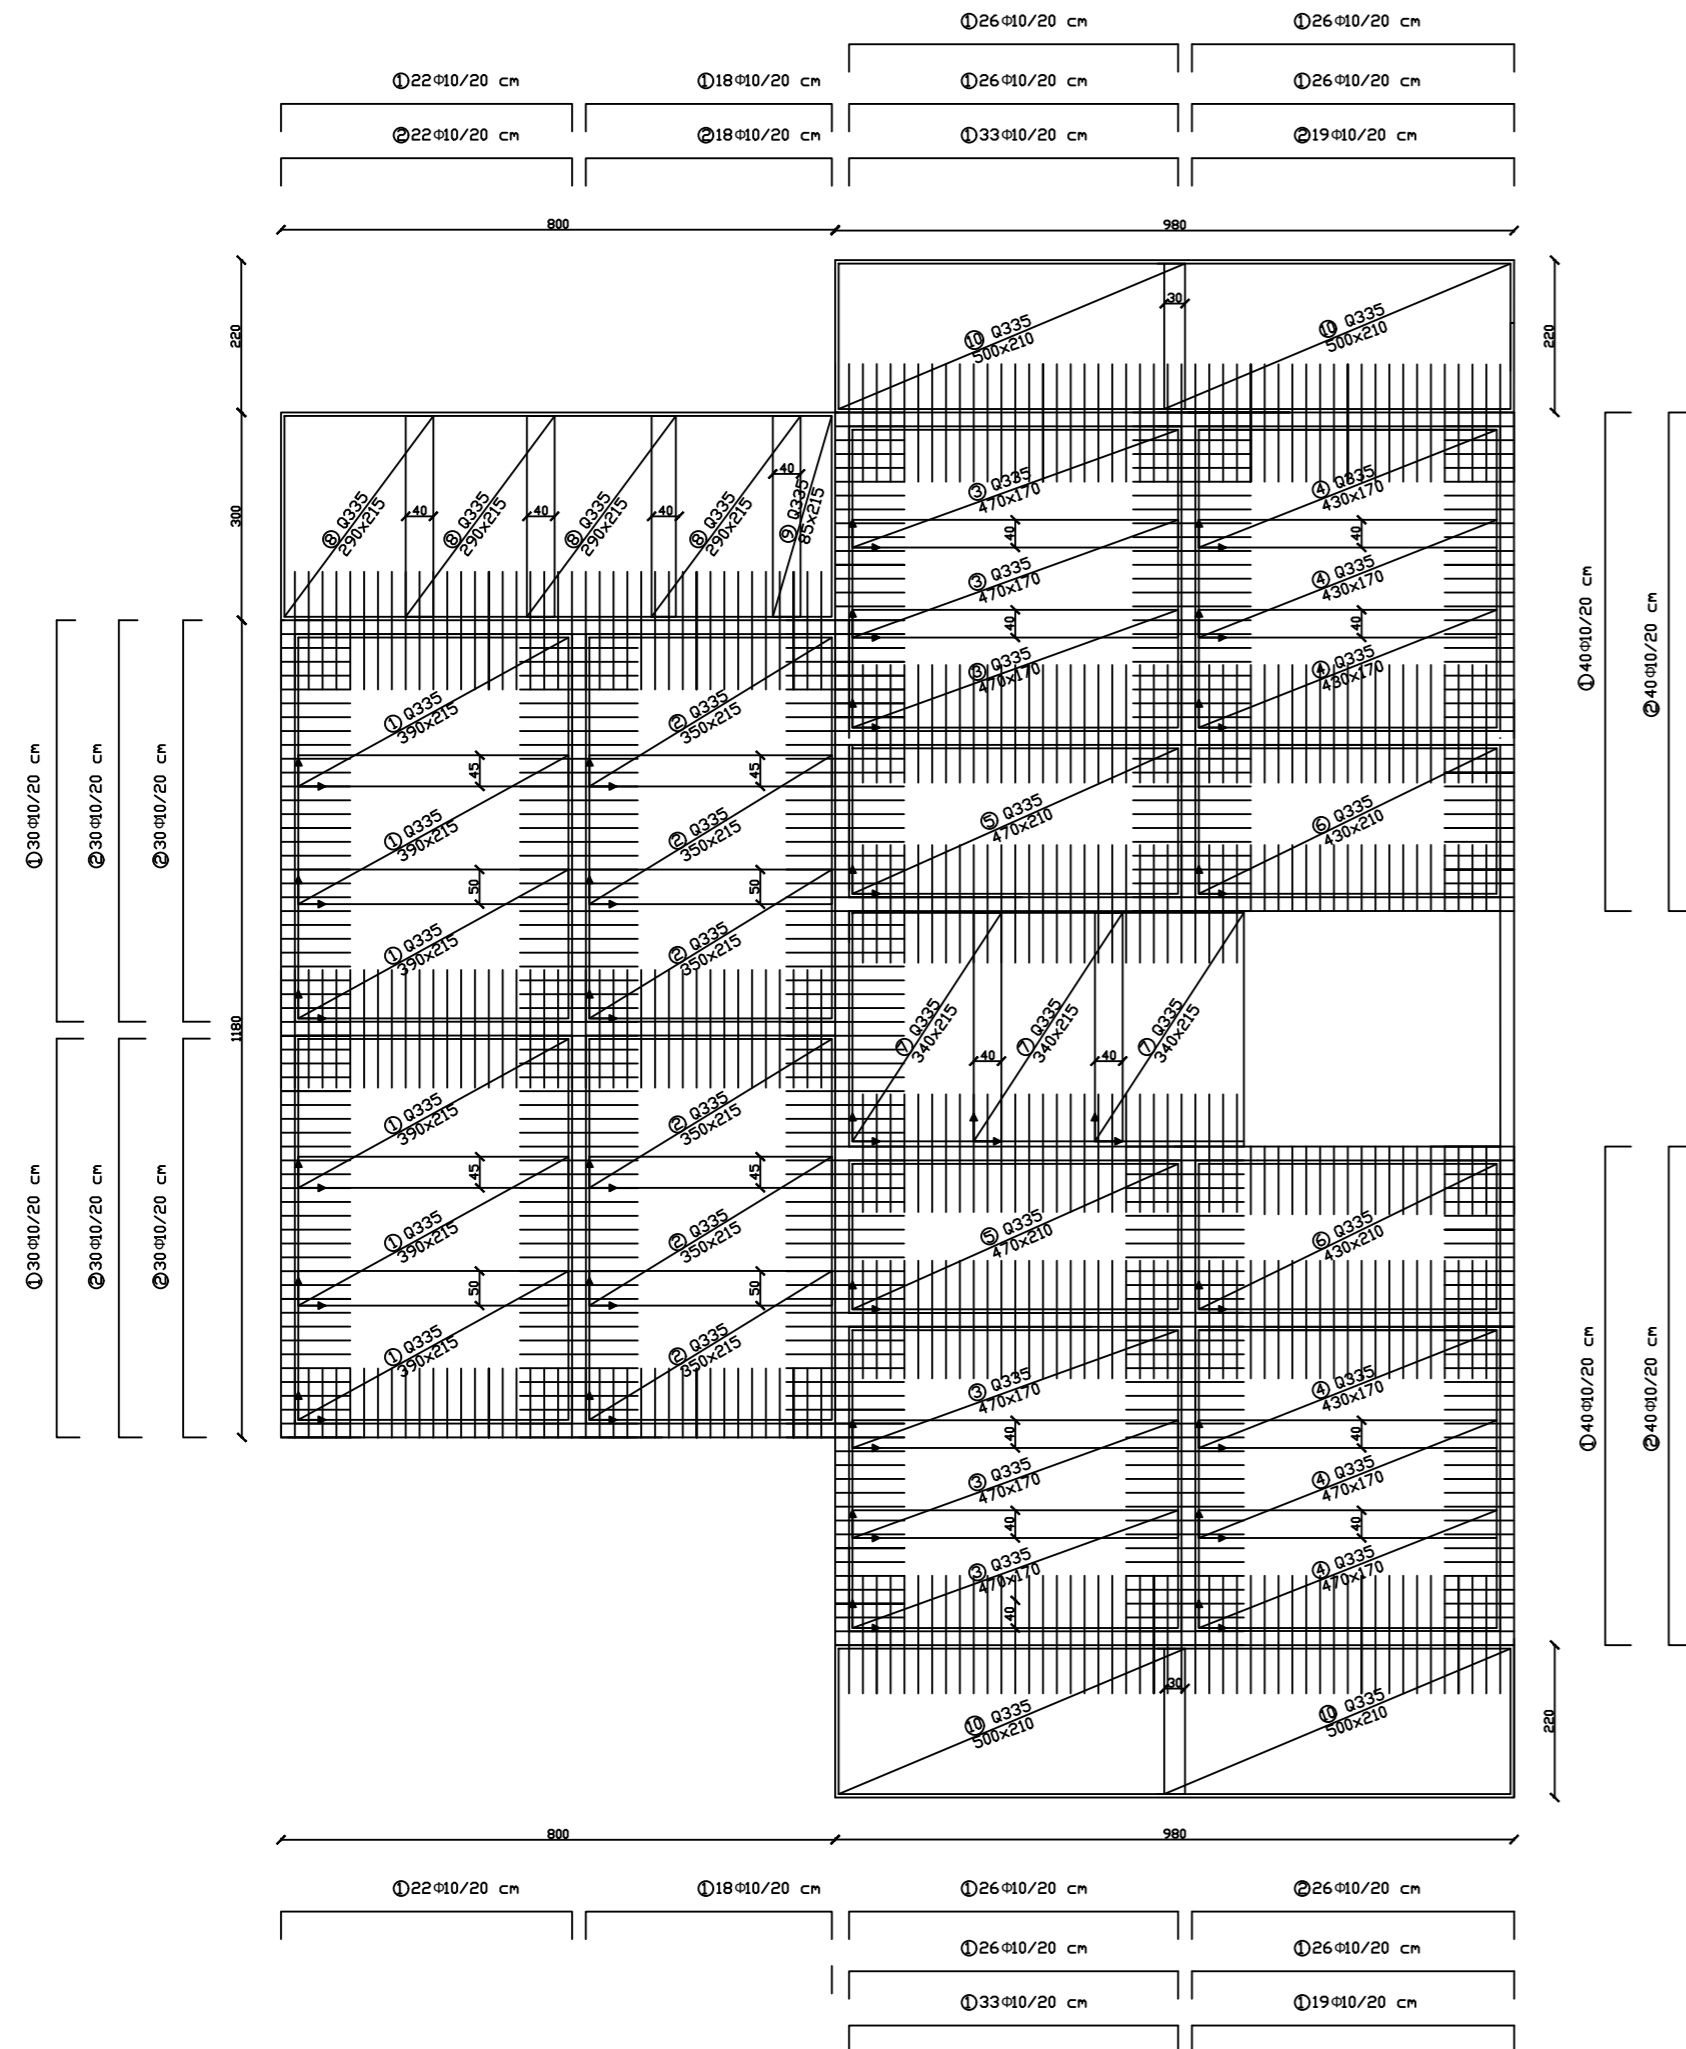 ①26Φ10/20 cm ①26Φ10/20 cm
①22Φ10/20 cm ①18Φ10/20 cm ①26Φ10/20 cm ①26Φ10/20 cm
②22Φ10/20 cm ②18Φ10/20 cm ①33Φ10/20 cm ②19Φ10/20 cm
800 980
220
220
30
⑩ Q335
500x210
⑩ Q335
500x210
300
40
40
40
40
⑧ Q335
290x215
⑧ Q335
290x215
⑧ Q335
290x215
⑧ Q335
290x215
⑨ Q335
85x215
③ Q335
470x170
④ Q335
430x170
40
40
③ Q335
470x170
④ Q335
430x170
40
40
③ Q335
470x170
④ Q335
430x170
①40Φ10/20 cm
②40Φ10/20 cm
① Q335
390x215
② Q335
350x215
45
45
① Q335
390x215
② Q335
350x215
50
50
① Q335
390x215
② Q335
350x215
⑤ Q335
470x210
⑥ Q335
430x210
①30Φ10/20 cm
②30Φ10/20 cm
②30Φ10/20 cm
1180
⑦ Q335
340x215
⑦ Q335
340x215
⑦ Q335
340x215
40
40
① Q335
390x215
② Q335
350x215
45
45
① Q335
390x215
② Q335
350x215
50
50
① Q335
390x215
② Q335
350x215
①30Φ10/20 cm
②30Φ10/20 cm
②30Φ10/20 cm
⑤ Q335
470x210
⑥ Q335
430x210
③ Q335
470x170
④ Q335
430x170
40
40
③ Q335
470x170
④ Q335
470x170
40
40
③ Q335
470x170
④ Q335
470x170
40
①40Φ10/20 cm
②40Φ10/20 cm
30
⑩ Q335
500x210
⑩ Q335
500x210
220
800 980
①22Φ10/20 cm ①18Φ10/20 cm ①26Φ10/20 cm ②26Φ10/20 cm
①26Φ10/20 cm ①26Φ10/20 cm
①33Φ10/20 cm ①19Φ10/20 cm